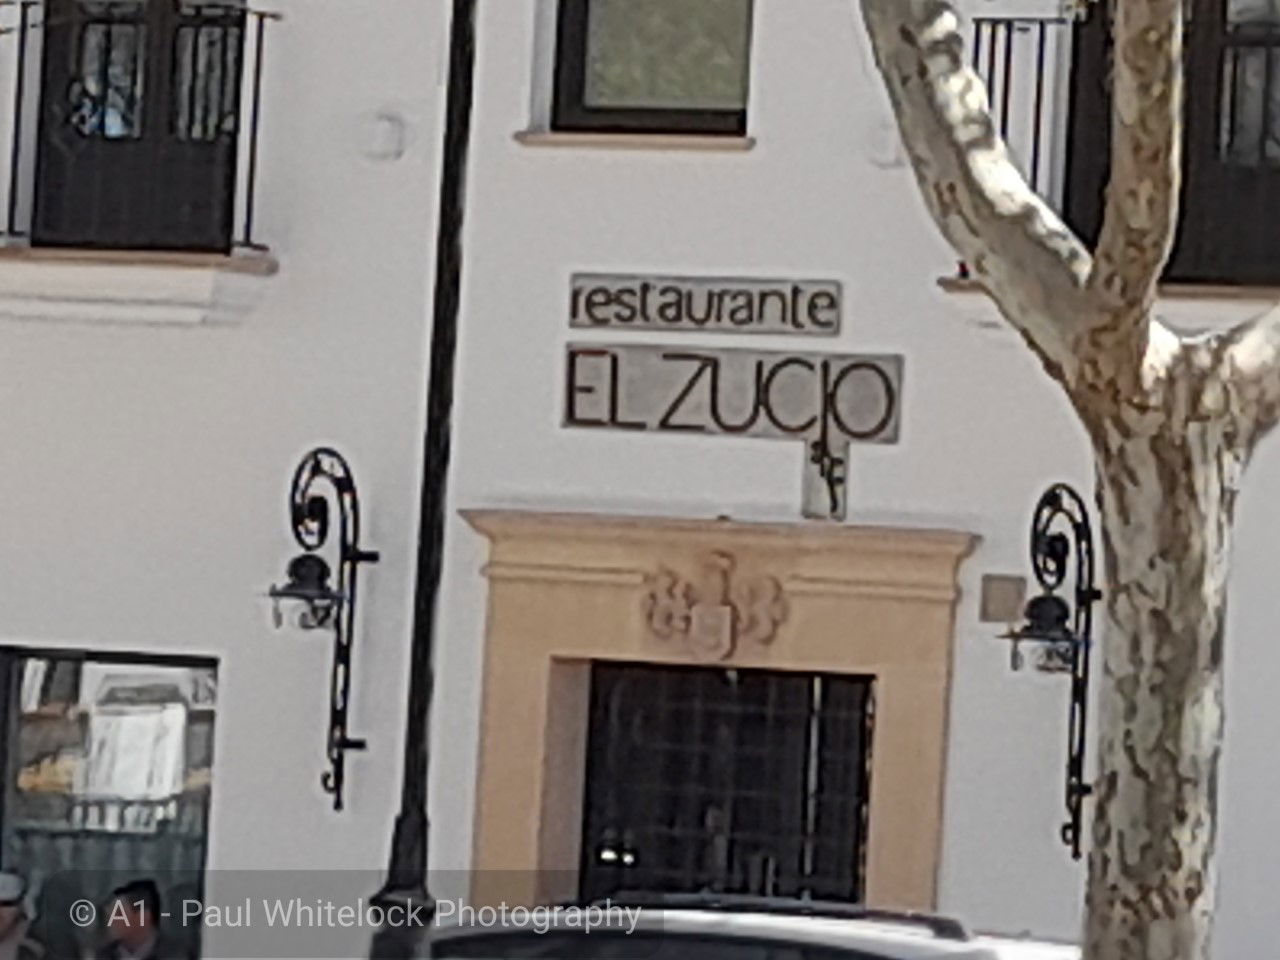 restaurante
EL ZUCIO
© A1 - Paul Whitelock Photography